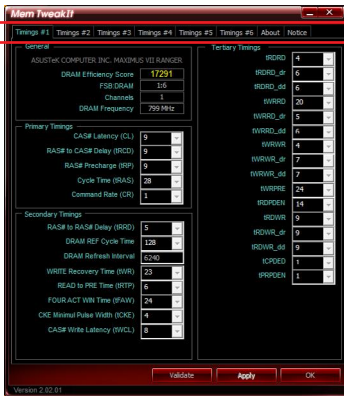 Mem TweakIt
Timings #1 Timings #2 Timings #3 Timings #4 Timings #5 Timings #6 About Notice
General
ASUSTeK COMPUTER INC. MAXIMUS VII RANGER
DRAM Efficiency Score 17291
FSB:DRAM 1:6
Channels 1
DRAM Frequency 799 MHz
Primary Timings
CAS# Latency (CL) 9
RAS# to CAS# Delay (tRCD) 9
RAS# Precharge (tRP) 9
Cycle Time (tRAS) 28
Command Rate (CR) 1
Secondary Timings
RAS# to RAS# Delay (tRRD) 5
DRAM REF Cycle Time 128
DRAM Refresh Interval 6240
WRITE Recovery Time (tWR) 23
READ to PRE Time (tRTP) 6
FOUR ACT WIN Time (tFAW) 24
CKE Minimul Pulse Width (tCKE) 4
CAS# Write Latency (tWCL) 8
Tertiary Timings
tRDRD 4
tRDRD_dr 6
tRDRD_dd 6
tWRRD 20
tWRRD_dr 5
tWRRD_dd 6
tWRWR 4
tWRWR_dr 7
tWRWR_dd 7
tWRPRE 24
tRDPDEN 14
tRDWR 9
tRDWR_dr 9
tRDWR_dd 9
tCPDED 1
tPRPDEN 1
Validate Apply OK
Version 2.02.01